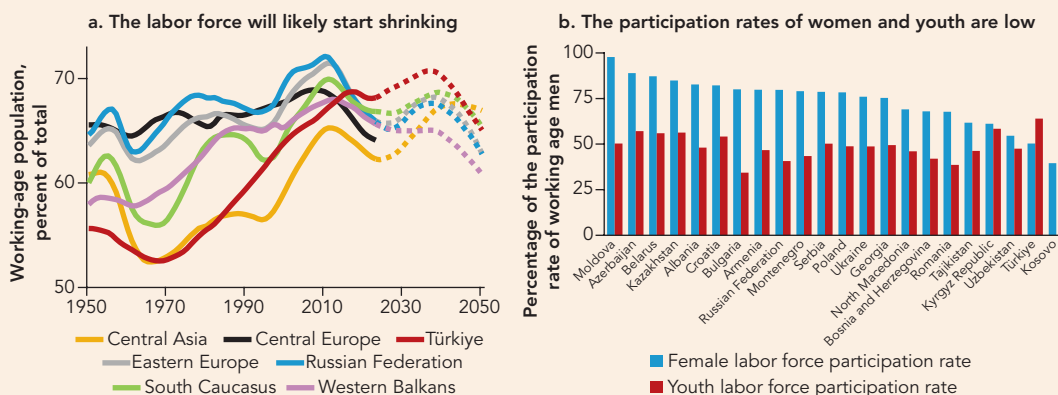 a. The labor force will likely start shrinking
Working-age population,
percent of total
70
60
50
1950
1970
1990
2010
2030
2050
Central Asia
Central Europe
Türkiye
Eastern Europe
Russian Federation
South Caucasus
Western Balkans
b. The participation rates of women and youth are low
Percentage of the participation
rate of working age men
100
75
50
25
0
Moldova
Azerbaijan
Belarus
Kazakhstan
Albania
Croatia
Bulgaria
Armenia
Russian Federation
Montenegro
Serbia
Poland
Ukraine
Georgia
North Macedonia
Bosnia and Herzegovina
Romania
Tajikistan
Kyrgyz Republic
Uzbekistan
Türkiye
Kosovo
Female labor force participation rate
Youth labor force participation rate